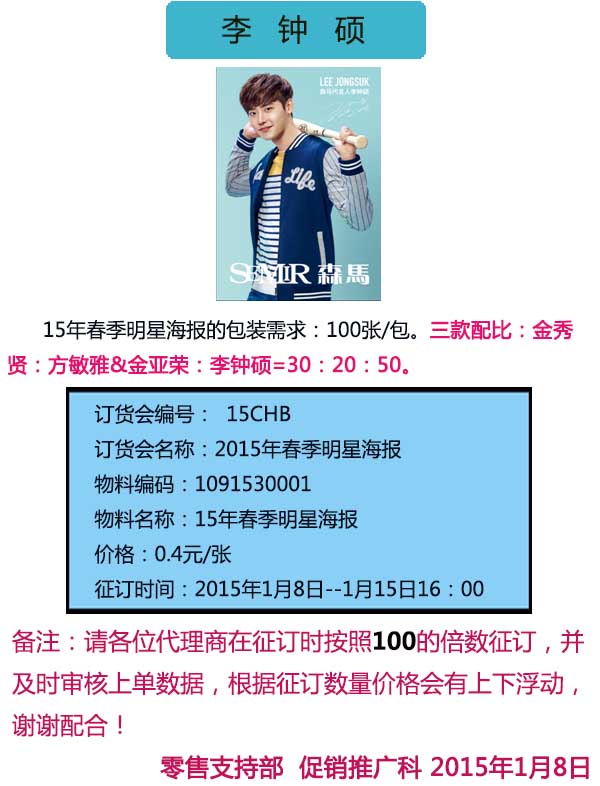 李钟硕
LEE JONGSUK
森马代言人李钟硕
Life
SEMIR 森馬
15年春季明星海报的包装需求：100张/包。三款配比：金秀
贤：方敏雅&金亚荣：李钟硕=30：20：50。
订货会编号： 15CHB
订货会名称：2015年春季明星海报
物料编码：1091530001
物料名称：15年春季明星海报
价格：0.4元/张
征订时间：2015年1月8日--1月15日16：00
备注：请各位代理商在征订时按照100的倍数征订，并
及时审核上单数据，根据征订数量价格会有上下浮动，
谢谢配合！
零售支持部 促销推广科 2015年1月8日